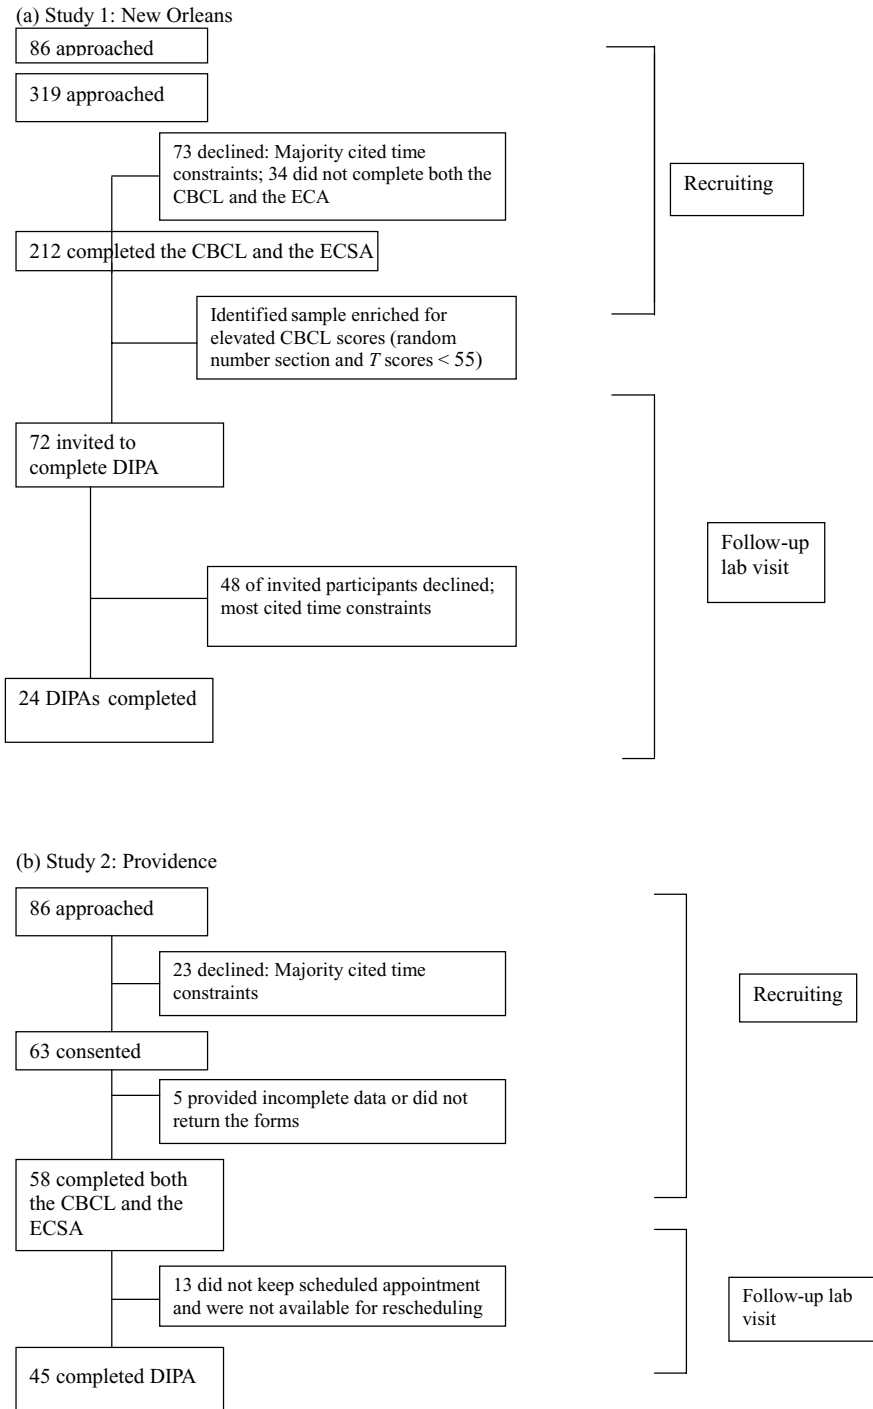 (a) Study 1: New Orleans
86 approached
319 approached
73 declined: Majority cited time
constraints; 34 did not complete both the
CBCL and the ECA
Recruiting
212 completed the CBCL and the ECSA
Identified sample enriched for
elevated CBCL scores (random
number section and T scores < 55)
72 invited to
complete DIPA
Follow-up
lab visit
48 of invited participants declined;
most cited time constraints
24 DIPAs completed
(b) Study 2: Providence
86 approached
23 declined: Majority cited time
constraints
Recruiting
63 consented
5 provided incomplete data or did not
return the forms
58 completed both
the CBCL and the
ECSA
13 did not keep scheduled appointment
and were not available for rescheduling
Follow-up lab
visit
45 completed DIPA